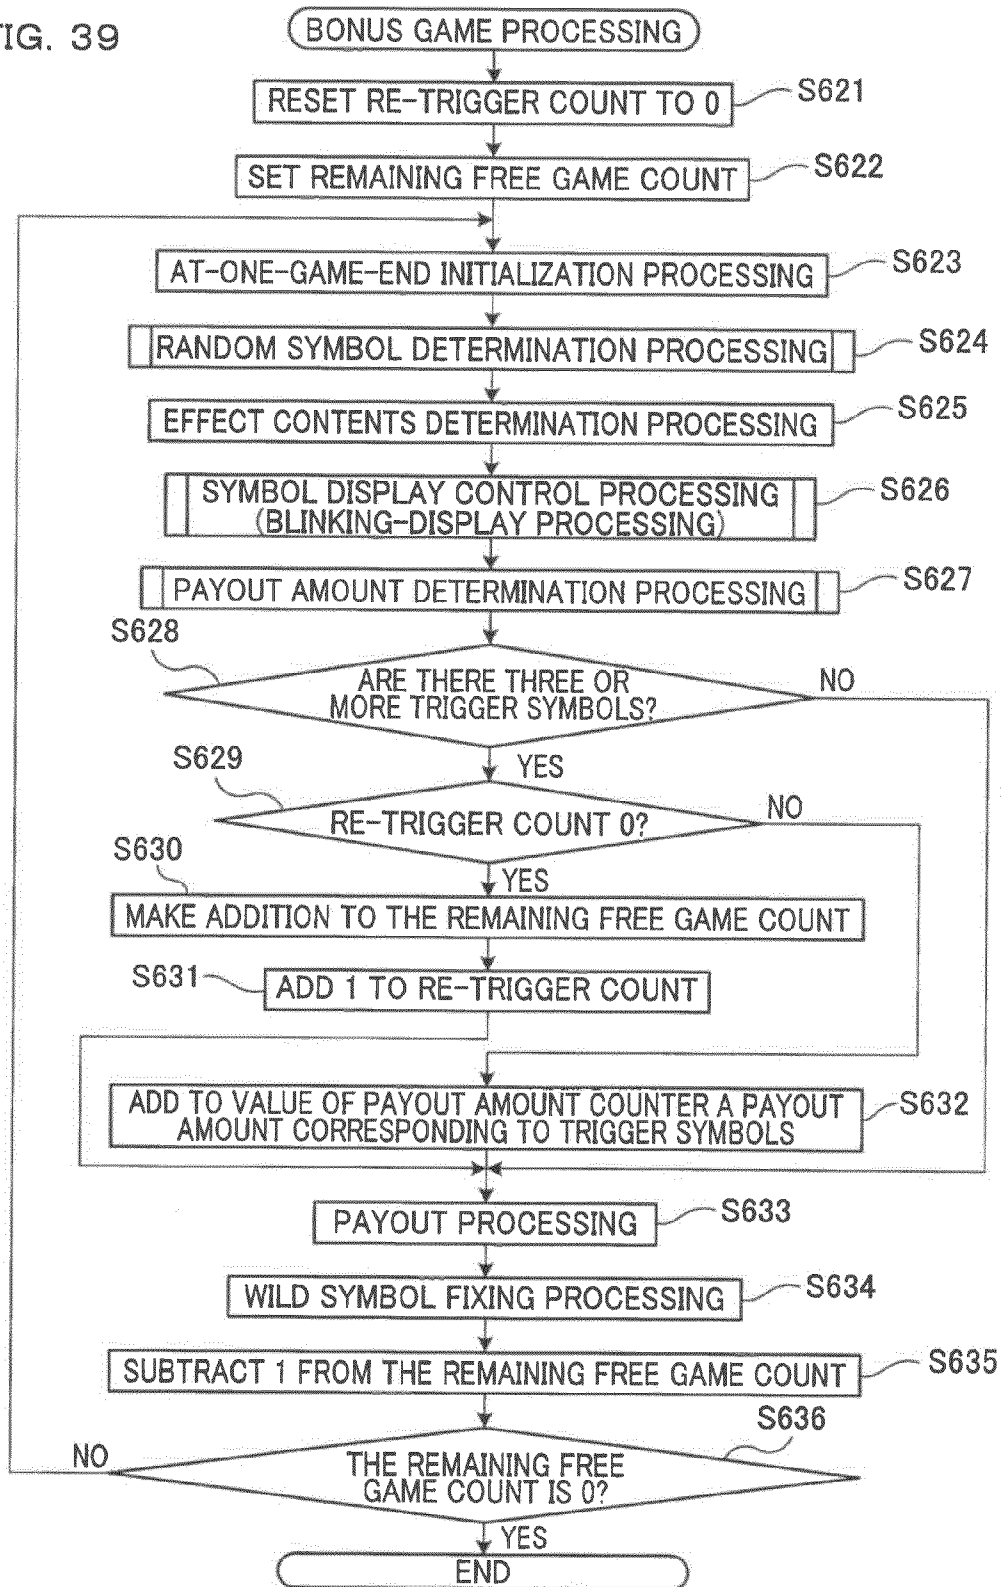 FIG. 39
BONUS GAME PROCESSING
RESET RE-TRIGGER COUNT TO 0
S621
SET REMAINING FREE GAME COUNT
S622
AT-ONE-GAME-END INITIALIZATION PROCESSING
S623
RANDOM SYMBOL DETERMINATION PROCESSING
S624
EFFECT CONTENTS DETERMINATION PROCESSING
S625
SYMBOL DISPLAY CONTROL PROCESSING
(BLINKING-DISPLAY PROCESSING)
S626
PAYOUT AMOUNT DETERMINATION PROCESSING
S627
S628
ARE THERE THREE OR
MORE TRIGGER SYMBOLS?
NO
YES
S629
RE-TRIGGER COUNT 0?
NO
YES
S630
MAKE ADDITION TO THE REMAINING FREE GAME COUNT
S631
ADD 1 TO RE-TRIGGER COUNT
ADD TO VALUE OF PAYOUT AMOUNT COUNTER A PAYOUT
AMOUNT CORRESPONDING TO TRIGGER SYMBOLS
S632
PAYOUT PROCESSING
S633
WILD SYMBOL FIXING PROCESSING
S634
SUBTRACT 1 FROM THE REMAINING FREE GAME COUNT
S635
S636
NO
THE REMAINING FREE
GAME COUNT IS 0?
YES
END